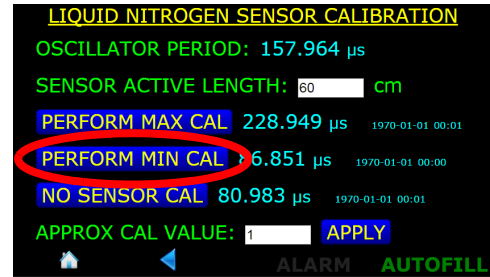 LIQUID NITROGEN SENSOR CALIBRATION
OSCILLATOR PERIOD: 157.964 µs
SENSOR ACTIVE LENGTH: 60 cm
PERFORM MAX CAL 228.949 µs 1970-01-01 00:01
PERFORM MIN CAL 6.851 µs 1970-01-01 00:00
NO SENSOR CAL 80.983 µs 1970-01-01 00:01
APPROX CAL VALUE: 1 APPLY
ALARM AUTOFILL